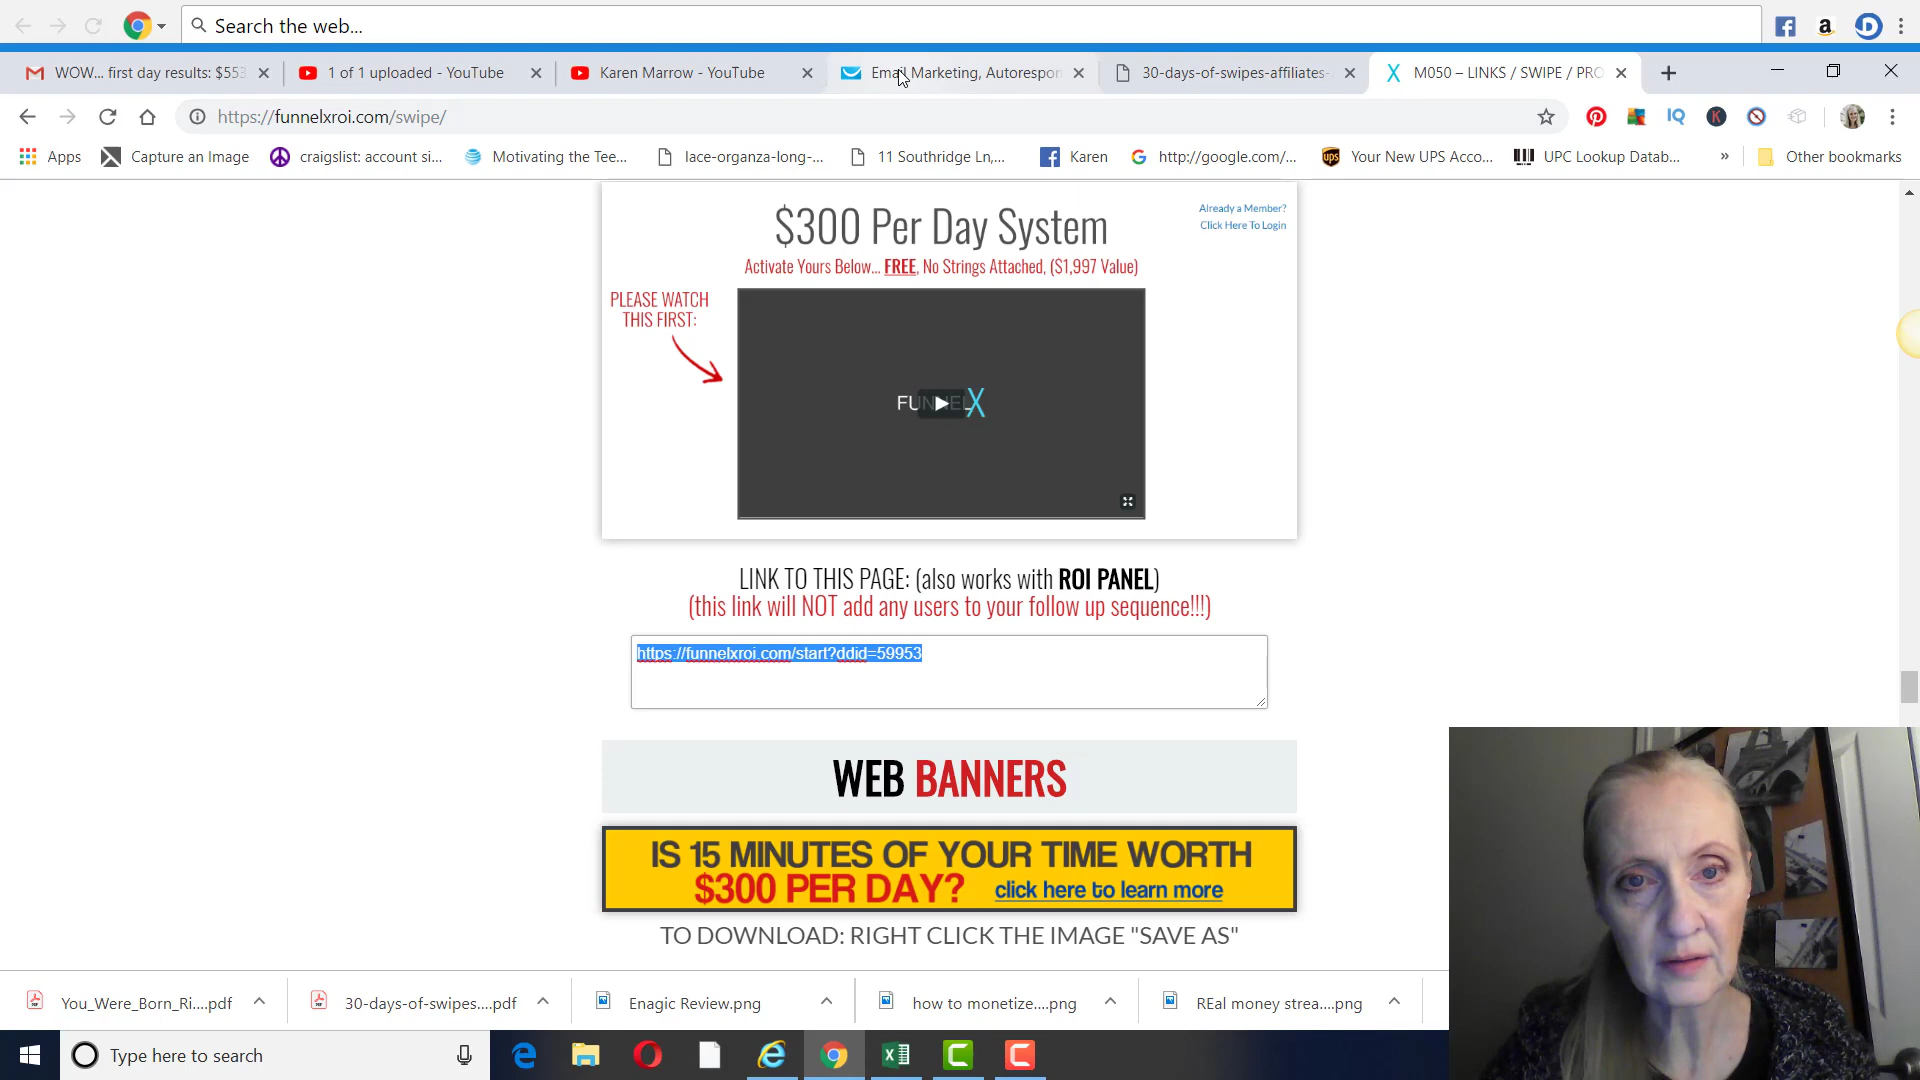 Search the web...
WOW... first day results: $553
1 of 1 uploaded - YouTube
Karen Marrow - YouTube
Email Marketing, Autorespon
30-days-of-swipes-affiliates-
M050 – LINKS / SWIPE / PRO
https://funnelxroi.com/swipe/
Apps
Capture an Image
craigslist: account si...
Motivating the Tee...
lace-organza-long-...
11 Southridge Ln,...
Karen
http://google.com/...
Your New UPS Acco...
UPC Lookup Datab...
»
Other bookmarks
$300 Per Day System
Already a Member?
Click Here To Login
Activate Yours Below... FREE, No Strings Attached, ($1,997 Value)
PLEASE WATCH
THIS FIRST:
FUNNELX
LINK TO THIS PAGE: (also works with ROI PANEL)
(this link will NOT add any users to your follow up sequence!!!)
https://funnelxroi.com/start?ddid=59953
WEB BANNERS
IS 15 MINUTES OF YOUR TIME WORTH
$300 PER DAY? click here to learn more
TO DOWNLOAD: RIGHT CLICK THE IMAGE "SAVE AS"
You_Were_Born_Ri....pdf
30-days-of-swipes....pdf
Enagic Review.png
how to monetize....png
REal money strea....png
Type here to search